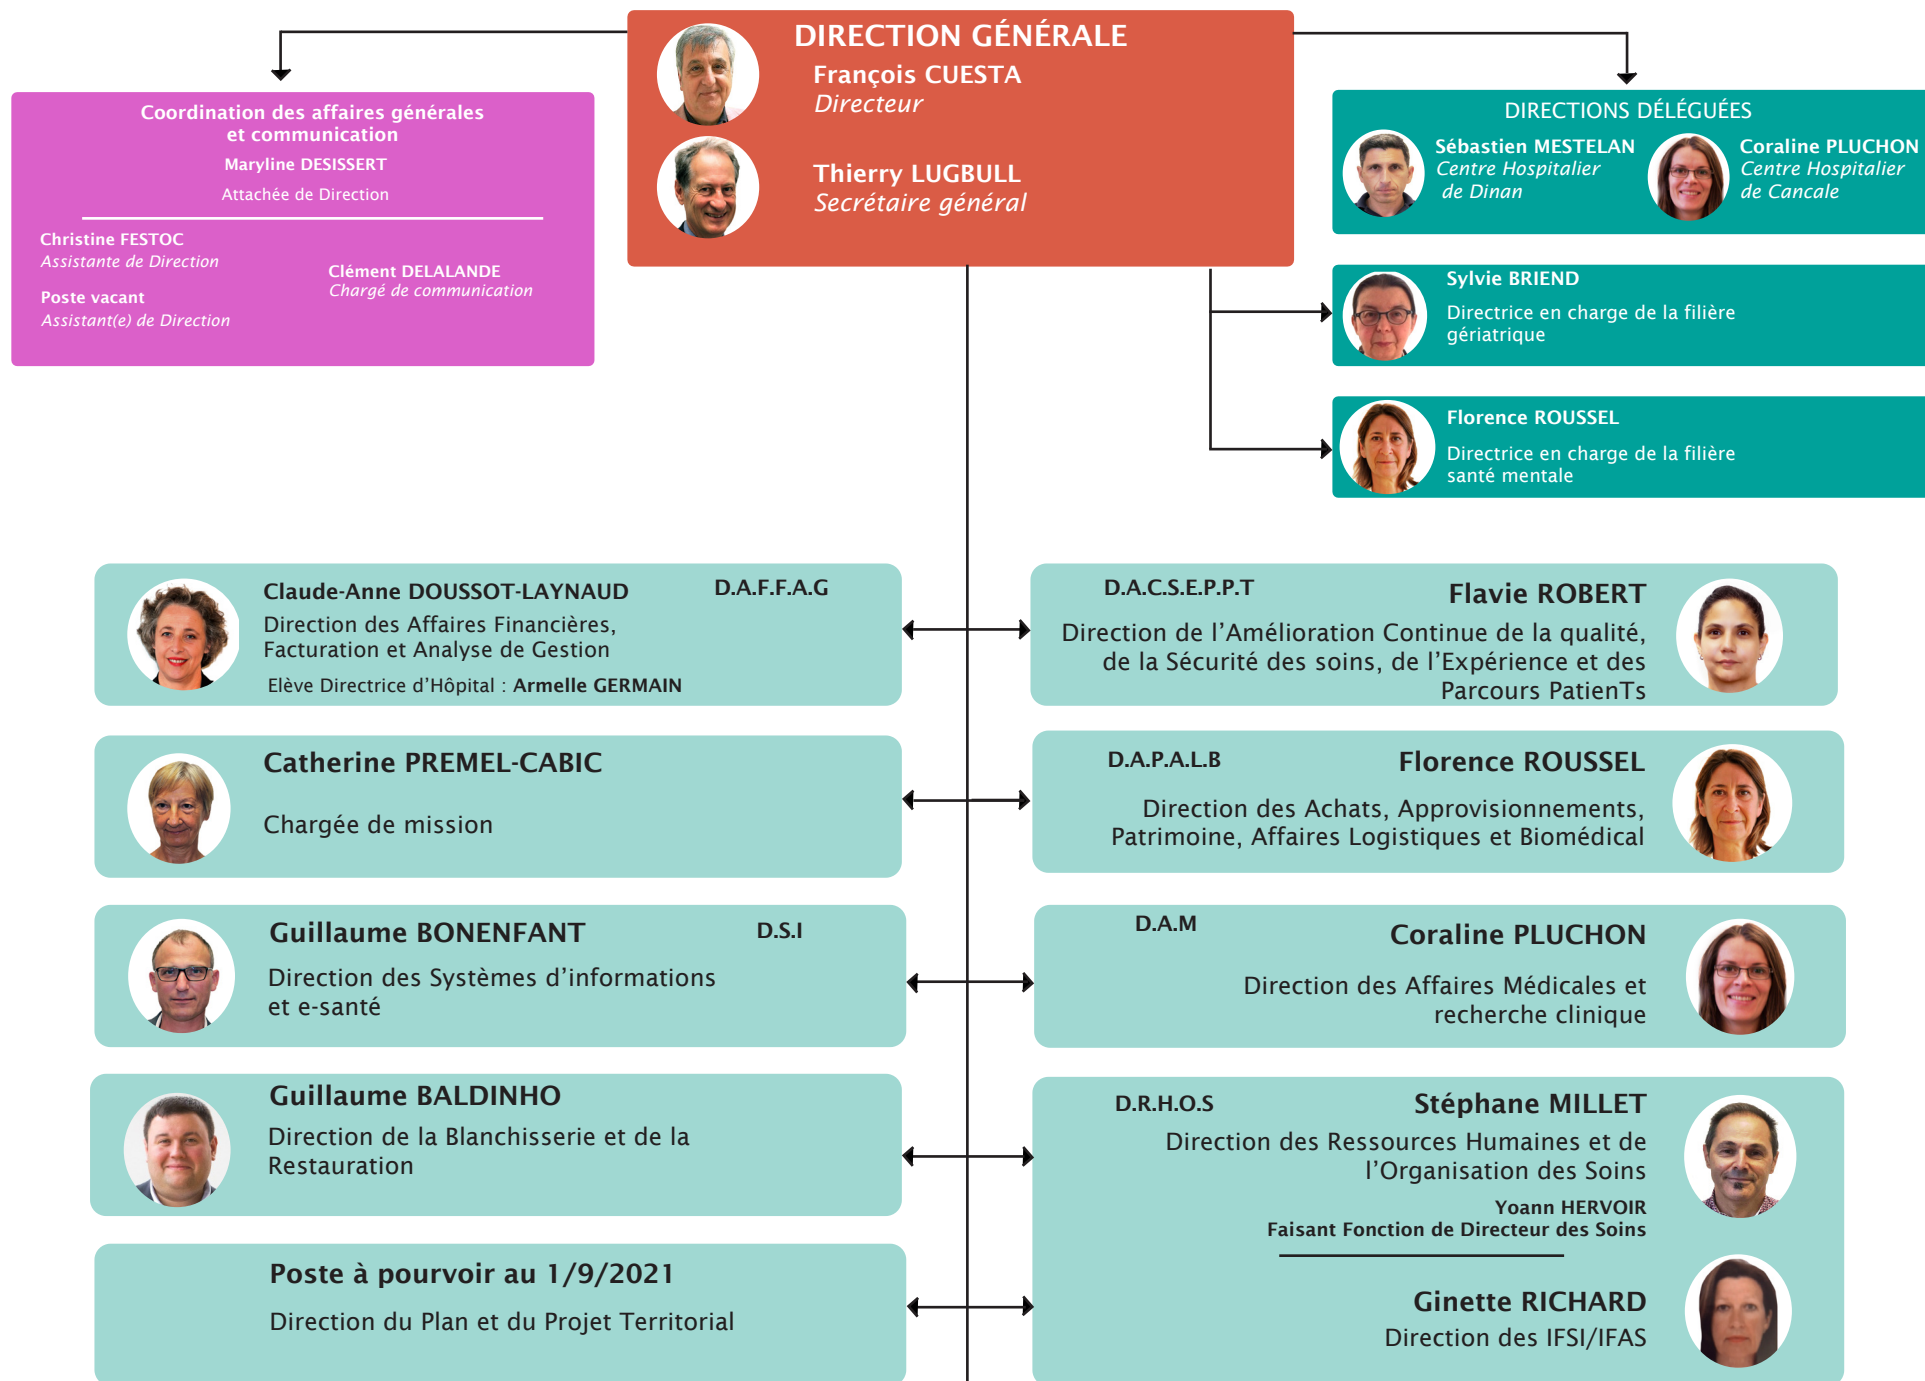 DIRECTION GÉNÉRALE
François CUESTA
Directeur
Thierry LUGBULL
Secrétaire général
Coordination des affaires générales
et communication
Maryline DESISSERT
Attachée de Direction
Christine FESTOC
Assistante de Direction
Poste vacant
Assistant(e) de Direction
Clément DELALANDE
Chargé de communication
DIRECTIONS DÉLÉGUÉES
Sébastien MESTELAN
Centre Hospitalier
de Dinan
Coraline PLUCHON
Centre Hospitalier
de Cancale
Sylvie BRIEND
Directrice en charge de la filière
gériatrique
Florence ROUSSEL
Directrice en charge de la filière
santé mentale
Claude-Anne DOUSSOT-LAYNAUD
D.A.F.F.A.G
Direction des Affaires Financières,
Facturation et Analyse de Gestion
Elève Directrice d’Hôpital : Armelle GERMAIN
D.A.C.S.E.P.P.T
Flavie ROBERT
Direction de l’Amélioration Continue de la qualité,
de la Sécurité des soins, de l’Expérience et des
Parcours PatienTs
Catherine PREMEL-CABIC
Chargée de mission
D.A.P.A.L.B
Florence ROUSSEL
Direction des Achats, Approvisionnements,
Patrimoine, Affaires Logistiques et Biomédical
Guillaume BONENFANT
D.S.I
Direction des Systèmes d’informations
et e-santé
D.A.M
Coraline PLUCHON
Direction des Affaires Médicales et
recherche clinique
Guillaume BALDINHO
Direction de la Blanchisserie et de la
Restauration
D.R.H.O.S
Stéphane MILLET
Direction des Ressources Humaines et de
l’Organisation des Soins
Yoann HERVOIR
Faisant Fonction de Directeur des Soins
Poste à pourvoir au 1/9/2021
Direction du Plan et du Projet Territorial
Ginette RICHARD
Direction des IFSI/IFAS